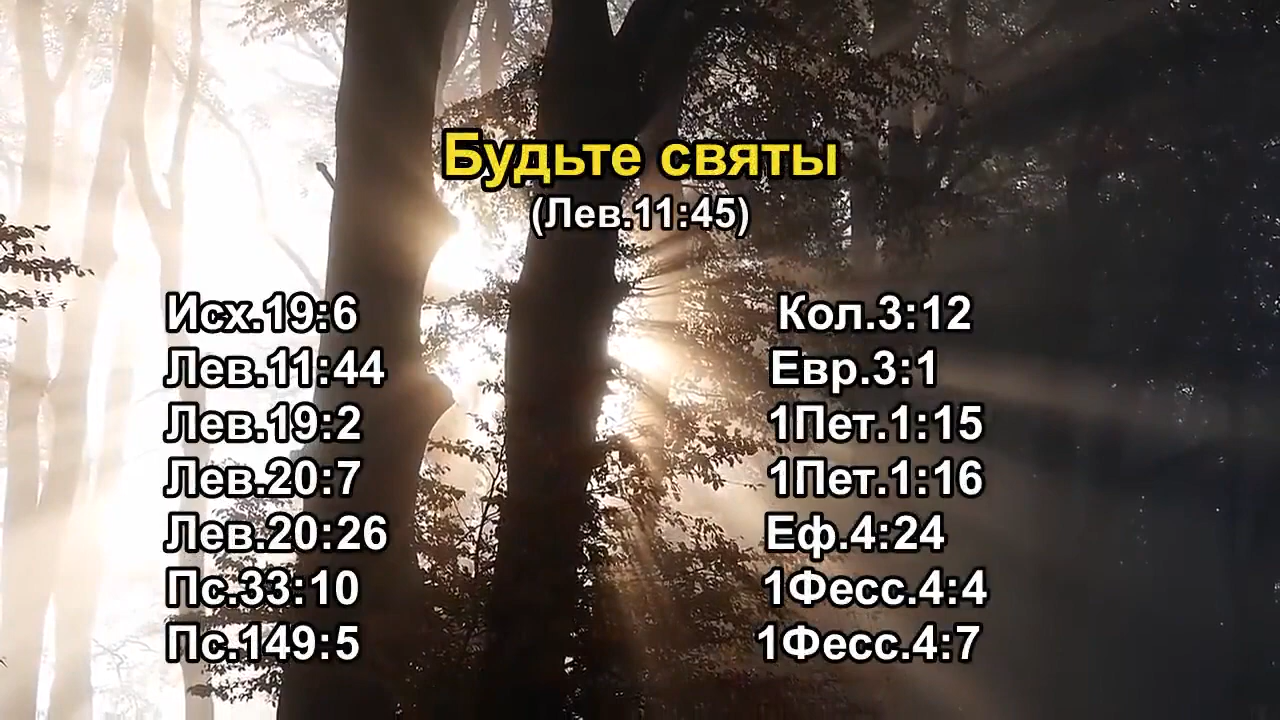 Будьте святы
(Лев.11:45)
Исх.19:6
Лев.11:44
Лев.19:2
Лев.20:7
Лев.20:26
Пс.33:10
Пс.149:5
Кол.3:12
Евр.3:1
1Пет.1:15
1Пет.1:16
Еф.4:24
1Фесс.4:4
1Фесс.4:7